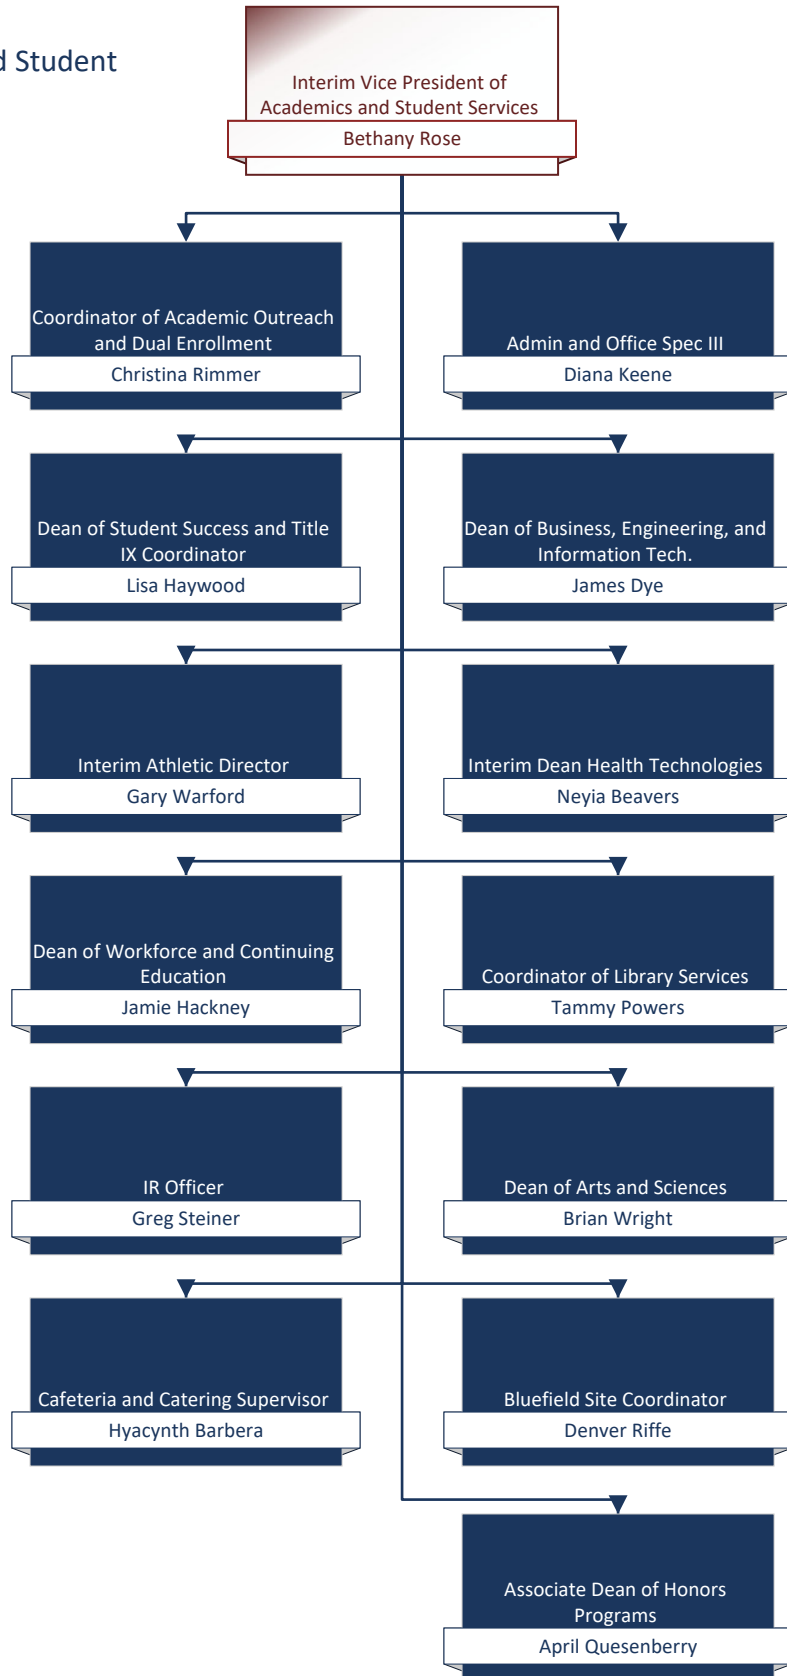 d Student
Interim Vice President of
Academics and Student Services
Bethany Rose
Coordinator of Academic Outreach
and Dual Enrollment
Christina Rimmer
Admin and Office Spec III
Diana Keene
Dean of Student Success and Title
IX Coordinator
Lisa Haywood
Dean of Business, Engineering, and
Information Tech.
James Dye
Interim Athletic Director
Gary Warford
Interim Dean Health Technologies
Neyia Beavers
Dean of Workforce and Continuing
Education
Jamie Hackney
Coordinator of Library Services
Tammy Powers
IR Officer
Greg Steiner
Dean of Arts and Sciences
Brian Wright
Cafeteria and Catering Supervisor
Hyacynth Barbera
Bluefield Site Coordinator
Denver Riffe
Associate Dean of Honors
Programs
April Quesenberry